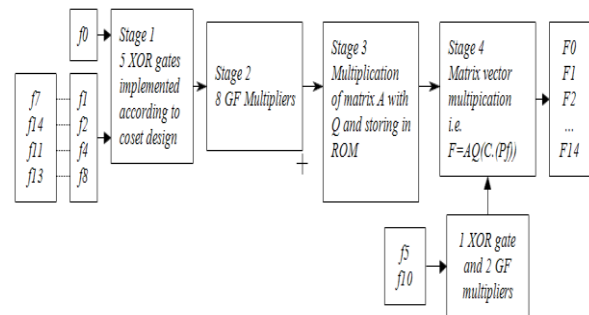 f0
f7
f14
f11
f13
f1
f2
f4
f8
Stage 1
5 XOR gates
implemented
according to
coset design
Stage 2
8 GF Multipliers
Stage 3
Multiplication
of matrix A with
Q and storing in
ROM
Stage 4
Matrix vector
multipication
i.e.
F=AQ(C.(Pf))
F0
F1
F2
...
F14
f5
f10
1 XOR gate
and 2 GF
multipliers